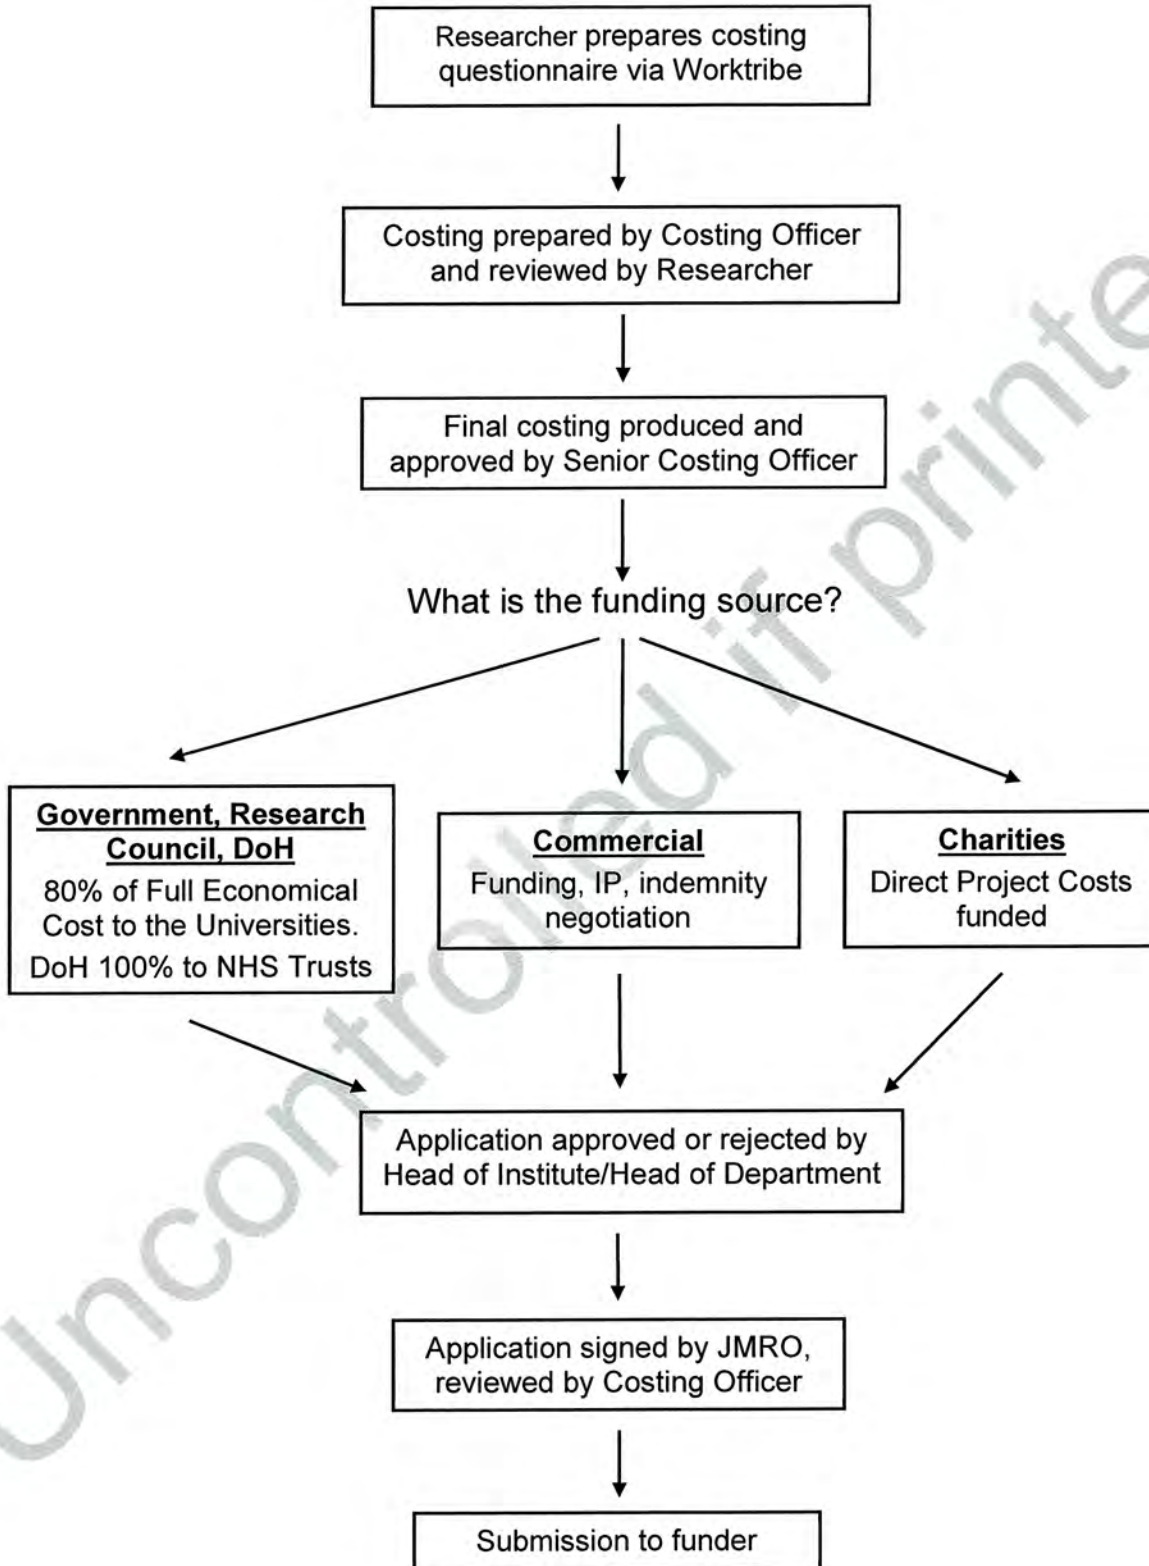 Researcher prepares costing
questionnaire via Worktribe
Costing prepared by Costing Officer
and reviewed by Researcher
Final costing produced and
approved by Senior Costing Officer
What is the funding source?
Government, Research
Council, DoH
80% of Full Economical
Cost to the Universities.
DoH 100% to NHS Trusts
Commercial
Funding, IP, indemnity
negotiation
Charities
Direct Project Costs
funded
Application approved or rejected by
Head of Institute/Head of Department
Application signed by JMRO,
reviewed by Costing Officer
Submission to funder
Uncontrolled if printe